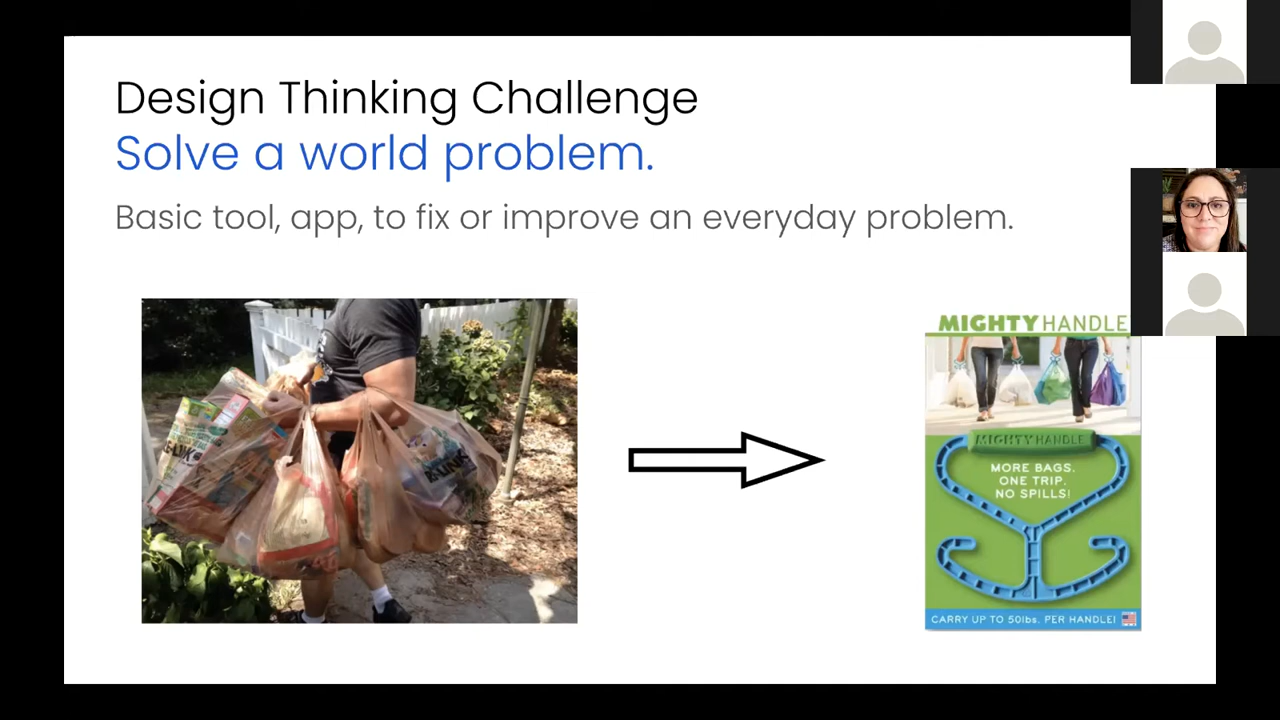 Design Thinking Challenge
Solve a world problem.
Basic tool, app, to fix or improve an everyday problem.
MIGHTY HANDLE
MIGHTY HANDLE
MORE BAGS.
ONE TRIP.
NO SPILLS!
CARRY UP TO 50lbs. PER HANDLE!